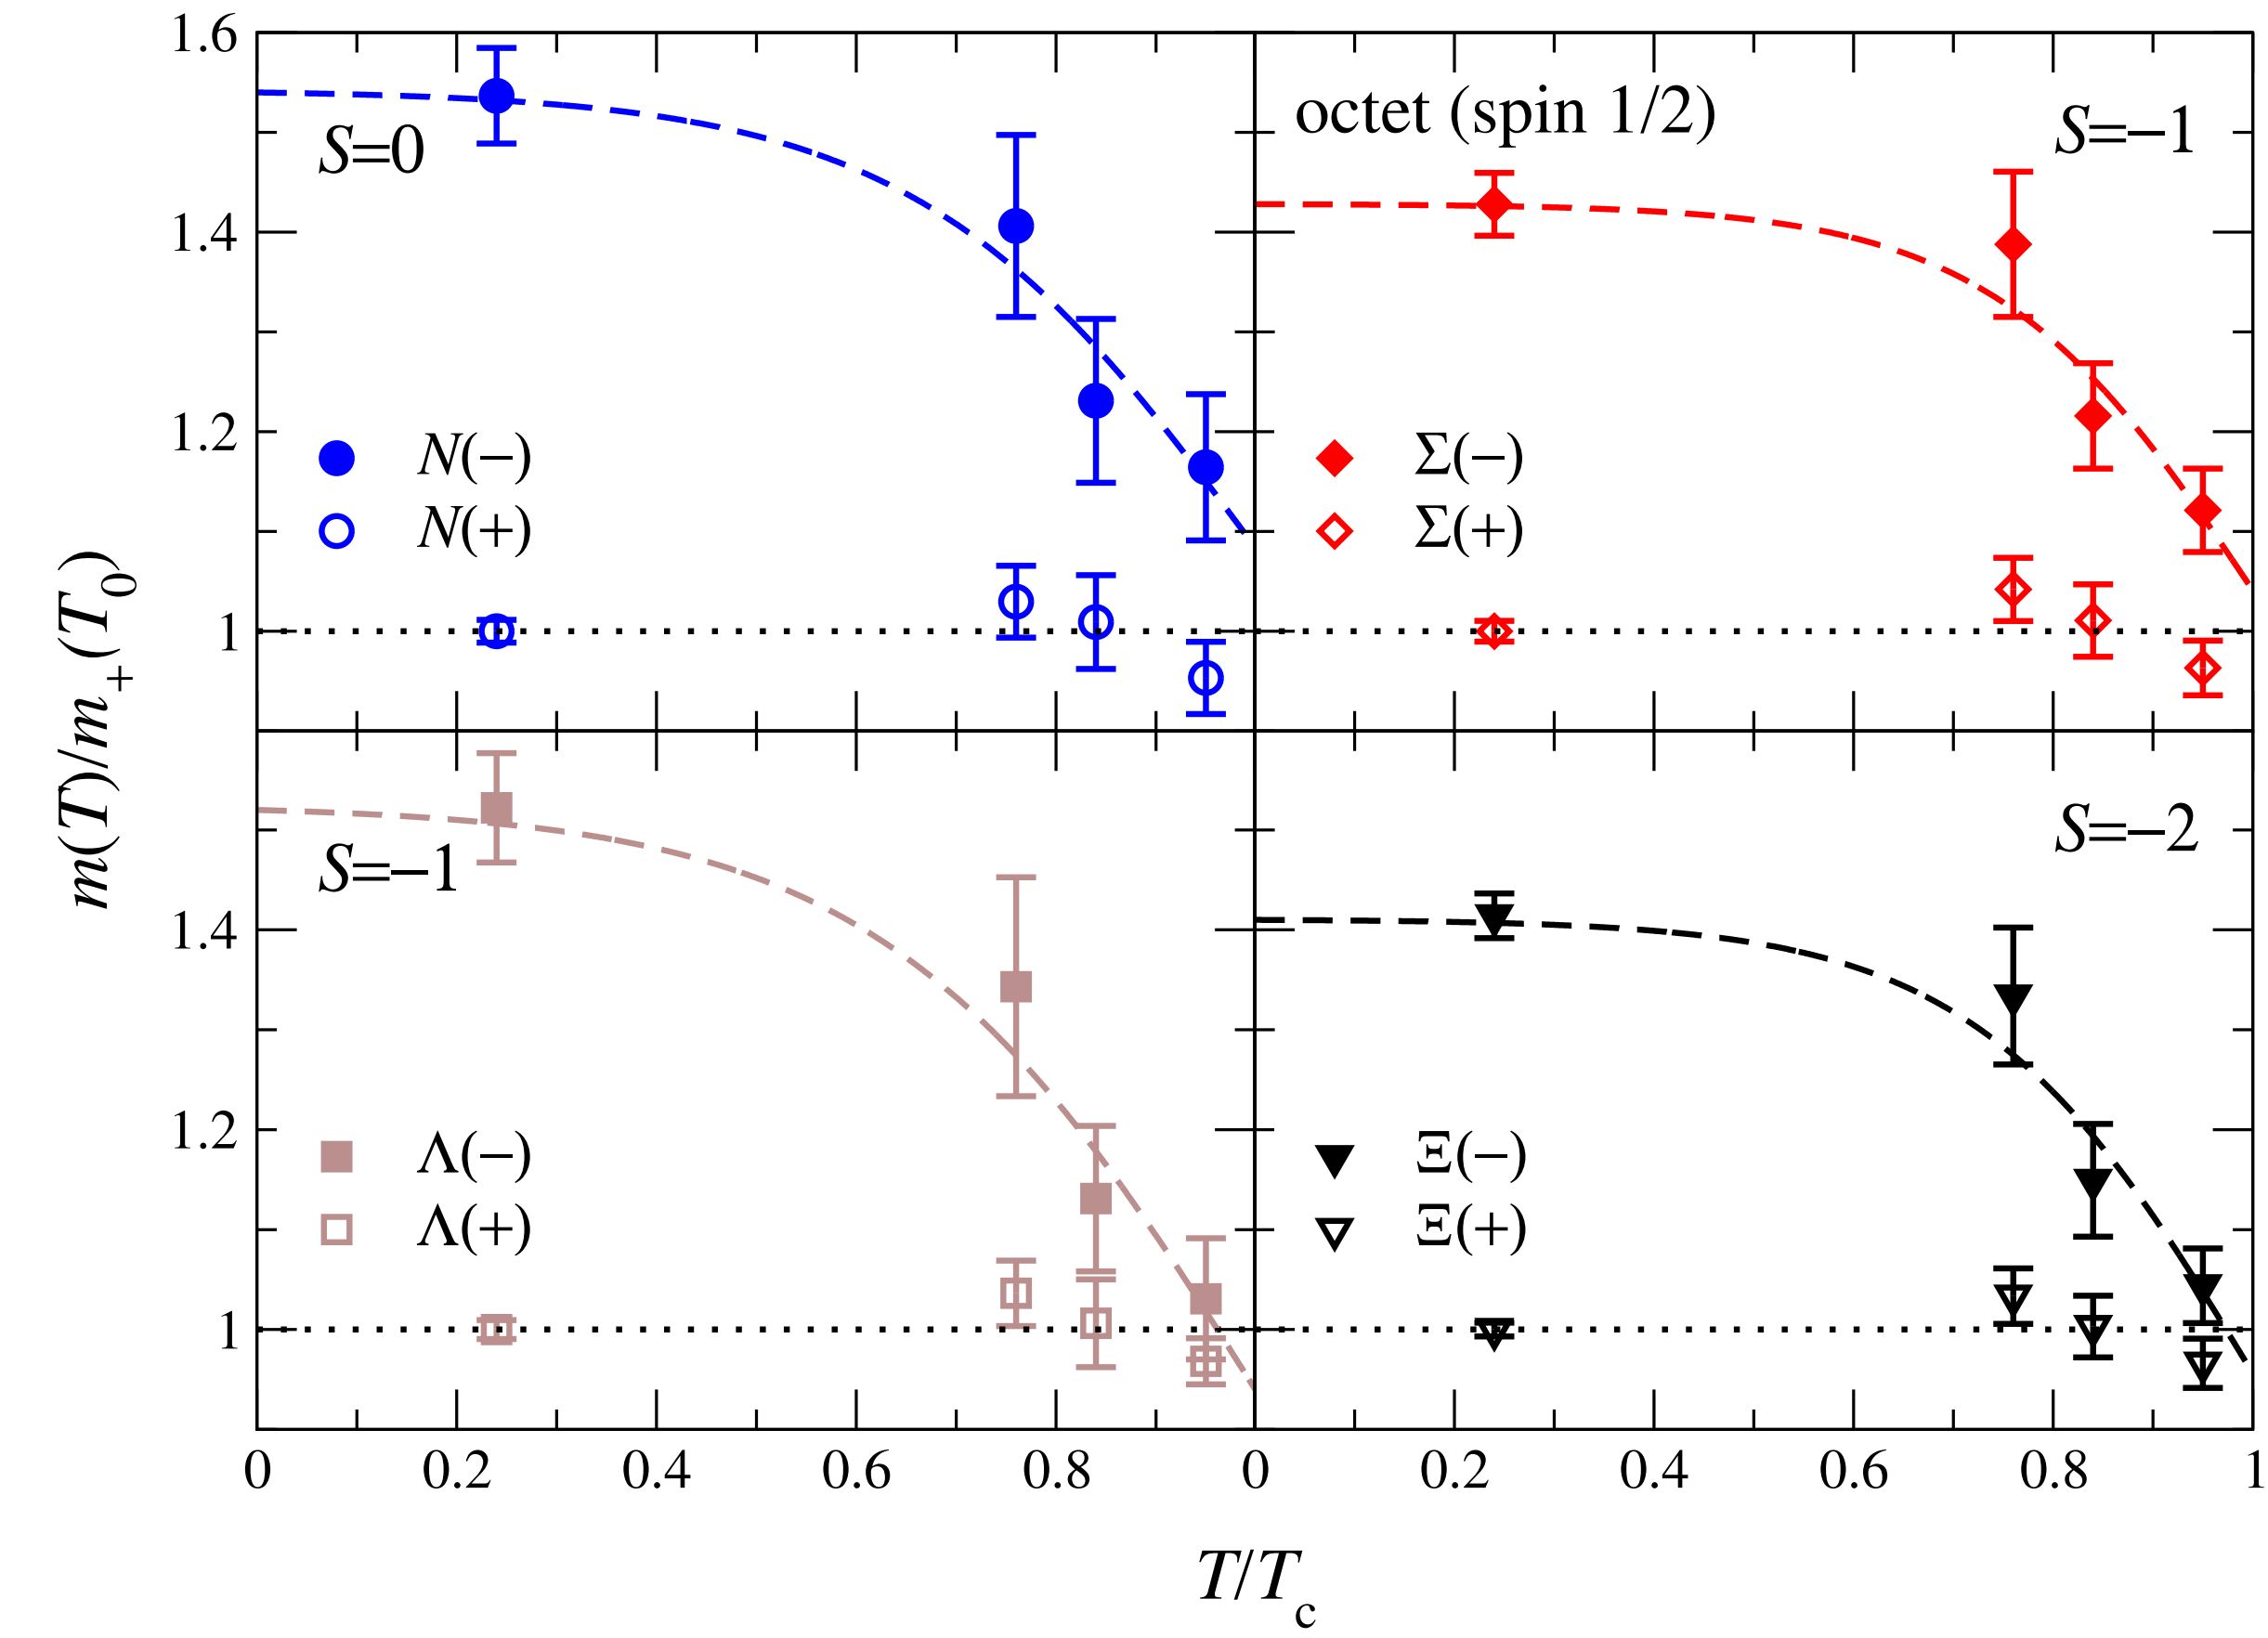 1.6
1.4
1.2
1
S=0
N(−)
N(+)
octet (spin 1/2)
S=−1
Σ(−)
Σ(+)
m(T)/m+(T0)
1.4
1.2
1
S=−1
Λ(−)
Λ(+)
S=−2
Ξ(−)
Ξ(+)
0 0.2 0.4 0.6 0.8 0 0.2 0.4 0.6 0.8 1
T/Tc